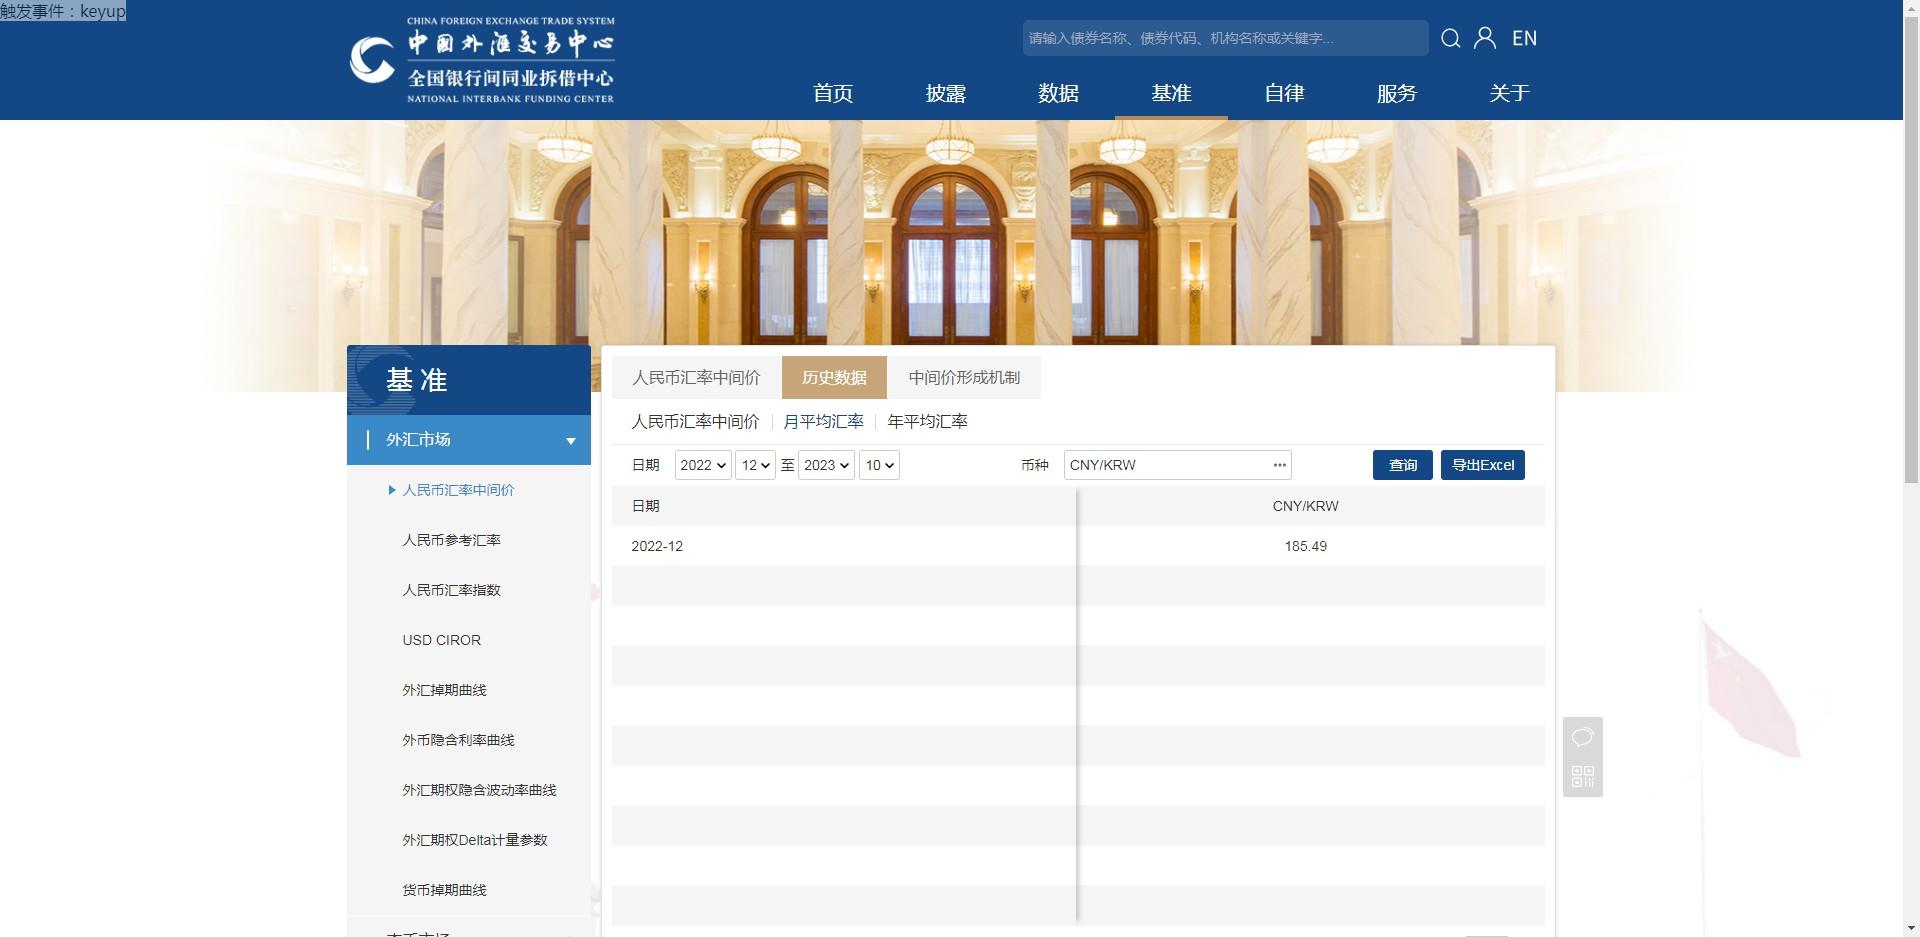 触发事件：keyup
CHINA FOREIGN EXCHANGE TRADE SYSTEM
中国外汇交易中心
全国银行间同业拆借中心
NATIONAL INTERBANK FUNDING CENTER
请输入债券名称、债券代码、机构名称或关键字...
EN
首页 披露 数据 基准 自律 服务 关于
基准
外汇市场
人民币汇率中间价
人民币参考汇率
人民币汇率指数
USD CIROR
外汇掉期曲线
外币隐含利率曲线
外汇期权隐含波动率曲线
外汇期权Delta计量参数
货币掉期曲线
人民币汇率中间价 历史数据 中间价形成机制
人民币汇率中间价 月平均汇率 年平均汇率
日期 2022 12 至 2023 10 币种 CNY/KRW ••• 查询 导出Excel
日期 CNY/KRW
2022-12 185.49